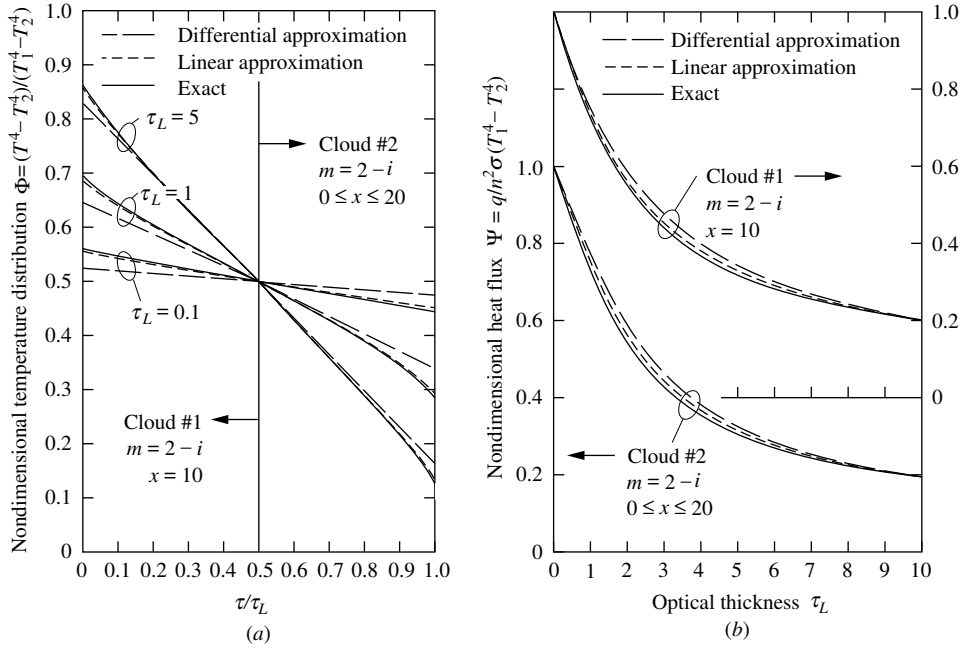 Nondimensional temperature distribution Φ=(T⁴−T₂⁴)/(T₁⁴−T₂⁴)
1.0
0.9
0.8
0.7
0.6
0.5
0.4
0.3
0.2
0.1
0
Differential approximation
Linear approximation
Exact
τ_L = 5
τ_L = 1
τ_L = 0.1
Cloud #2
m = 2 − i
0 ≤ x ≤ 20
Cloud #1
m = 2 − i
x = 10
0 0.1 0.2 0.3 0.4 0.5 0.6 0.7 0.8 0.9 1.0
τ/τ_L
(a)
Nondimensional heat flux Ψ = q/n²σ(T₁⁴−T₂⁴)
1.0
0.8
0.6
0.4
0.2
0
Differential approximation
Linear approximation
Exact
Cloud #1
m = 2 − i
x = 10
Cloud #2
m = 2 − i
0 ≤ x ≤ 20
1.0
0.8
0.6
0.4
0.2
0
0 1 2 3 4 5 6 7 8 9 10
Optical thickness τ_L
(b)